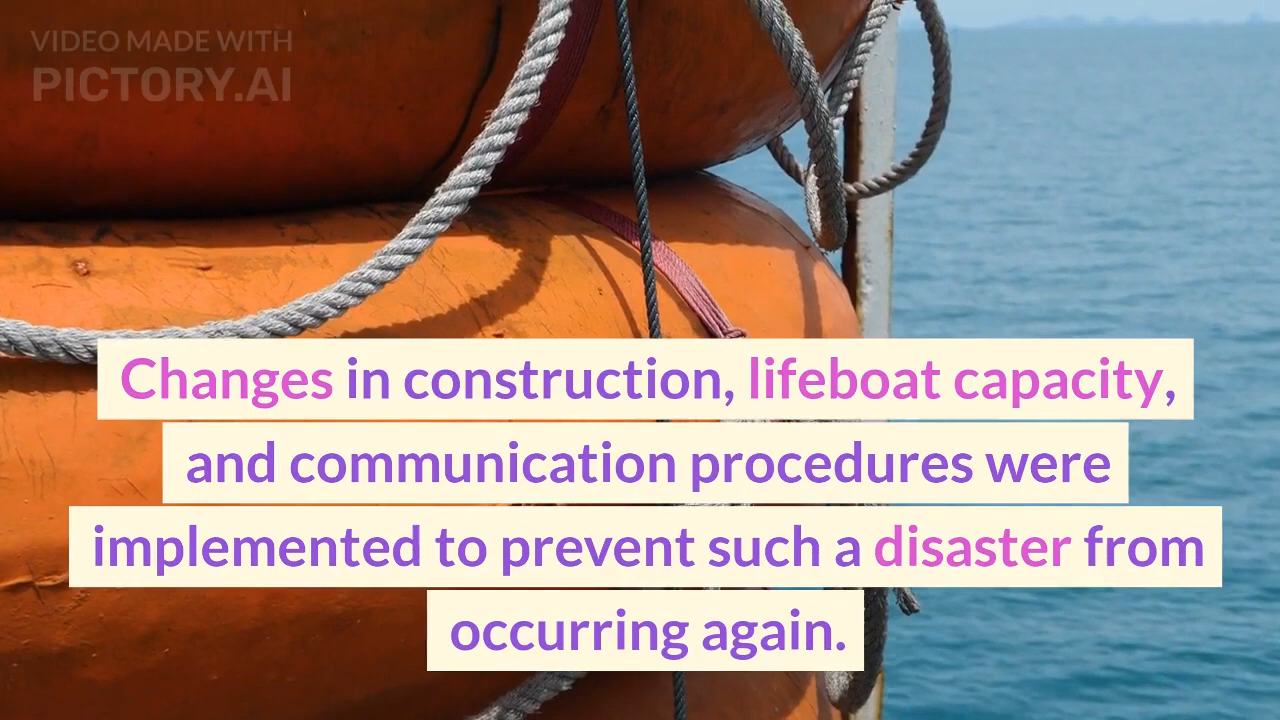 VIDEO MADE WITH
PICTORY.AI
Changes in construction, lifeboat capacity,
and communication procedures were
implemented to prevent such a disaster from
occurring again.